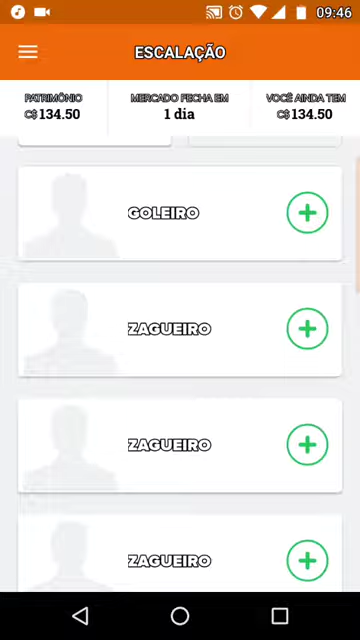 09:46
ESCALAÇÃO
PATRIMÔNIO
C$ 134.50
MERCADO FECHA EM
1 dia
VOCÊ AINDA TEM
C$ 134.50
GOLEIRO
ZAGUEIRO
ZAGUEIRO
ZAGUEIRO